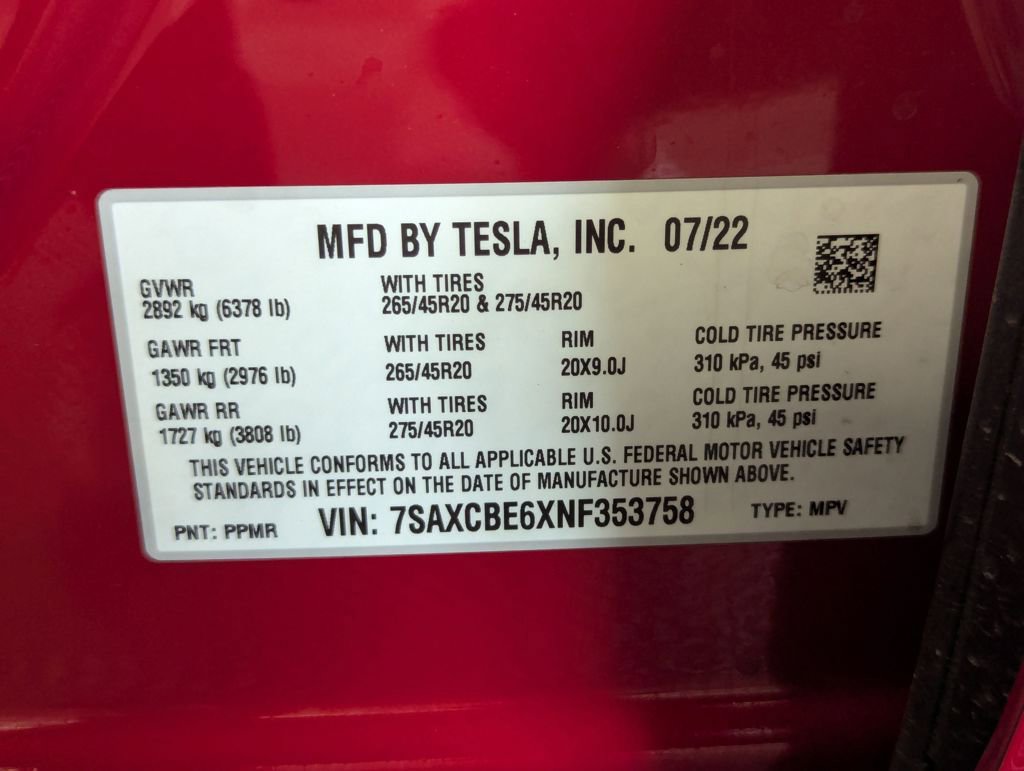 MFD BY TESLA, INC. 07/22
GVWR WITH TIRES
2892 kg (6378 lb) 265/45R20 & 275/45R20
GAWR FRT WITH TIRES RIM COLD TIRE PRESSURE
1350 kg (2976 lb) 265/45R20 20X9.0J 310 kPa, 45 psi
GAWR RR WITH TIRES RIM COLD TIRE PRESSURE
1727 kg (3808 lb) 275/45R20 20X10.0J 310 kPa, 45 psi
THIS VEHICLE CONFORMS TO ALL APPLICABLE U.S. FEDERAL MOTOR VEHICLE SAFETY
STANDARDS IN EFFECT ON THE DATE OF MANUFACTURE SHOWN ABOVE.
PNT: PPMR VIN: 7SAXCBE6XNF353758 TYPE: MPV